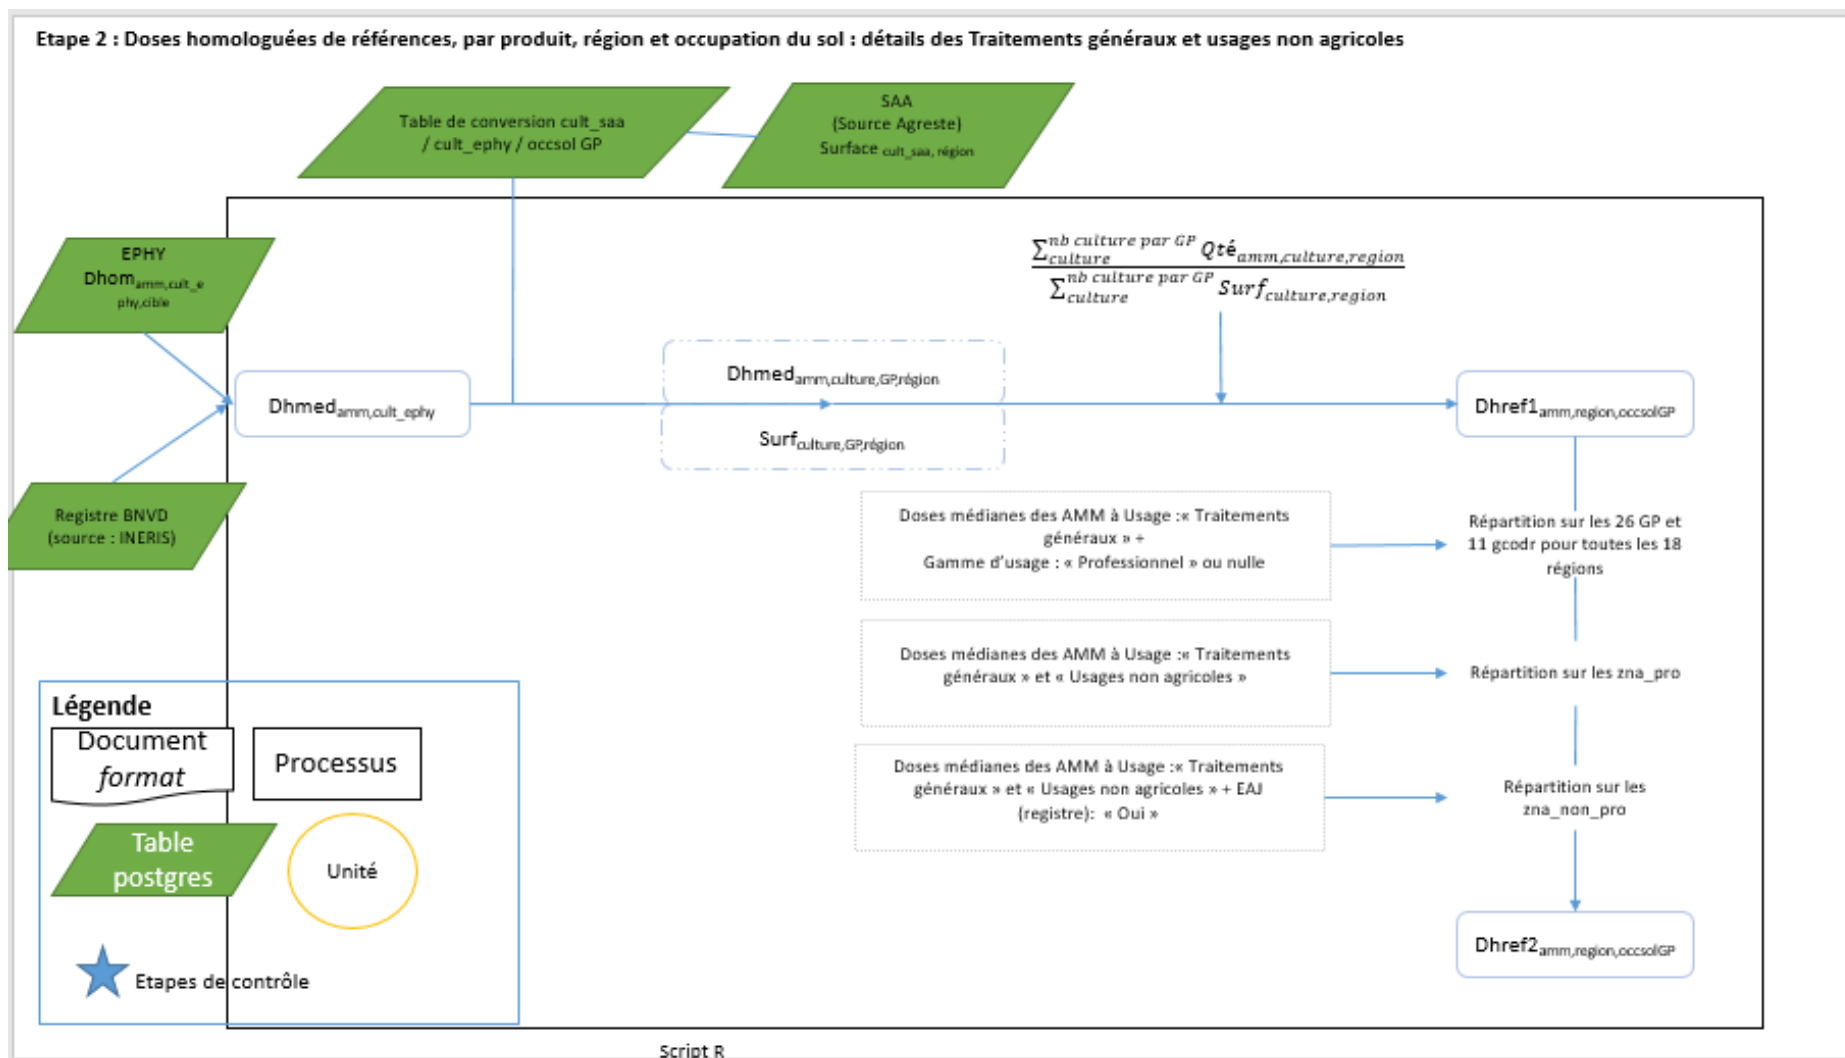 Etape 2 : Doses homologuées de références, par produit, région et occupation du sol : détails des Traitements généraux et usages non agricoles
Table de conversion cult_saa
/ cult_ephy / occsol GP
SAA
(Source Agreste)
Surface cult_saa, région
EPHY
Dhom amm,cult_e
phy,cible
∑ culture nb culture par GP Qté amm,culture,region
∑ culture nb culture par GP Surf culture,region
Dhmed amm,cult_ephy
Dhmed amm,culture,GP,région
Surf culture,GP,région
Dhref1 amm,region,occsolGP
Registre BNVD
(source : INERIS)
Doses médianes des AMM à Usage :« Traitements
généraux » +
Gamme d'usage : « Professionnel » ou nulle
Répartition sur les 26 GP et
11 gcodr pour toutes les 18
régions
Doses médianes des AMM à Usage :« Traitements
généraux » et « Usages non agricoles »
Répartition sur les zna_pro
Doses médianes des AMM à Usage :« Traitements
généraux » et « Usages non agricoles » + EAJ
(registre): « Oui »
Répartition sur les
zna_non_pro
Dhref2 amm,region,occsolGP
Légende
Document
format
Processus
Table
postgres
Unité
Etapes de contrôle
Script R